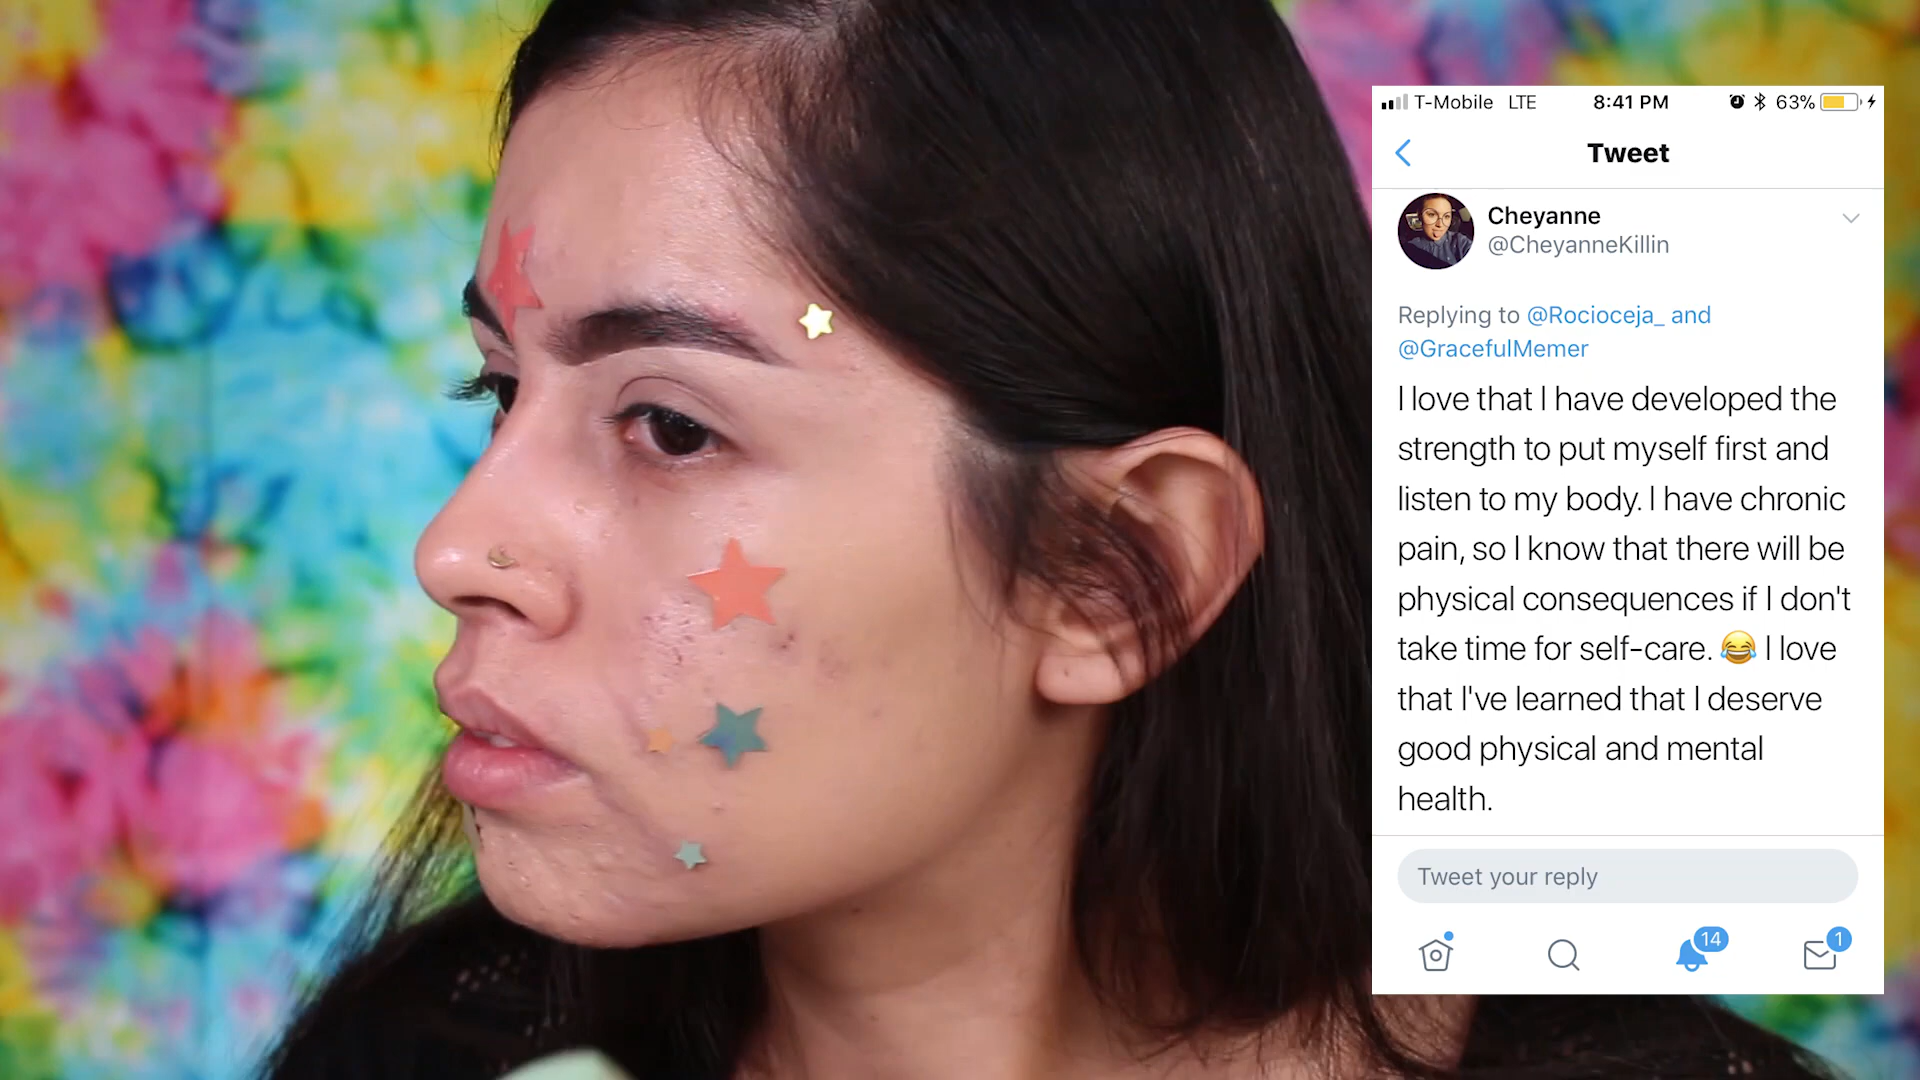 T-Mobile LTE 8:41 PM 63%
Tweet
Cheyanne
@CheyanneKillin
Replying to @Rocioceja_ and
@GracefulMemer
I love that I have developed the
strength to put myself first and
listen to my body. I have chronic
pain, so I know that there will be
physical consequences if I don't
take time for self-care. 😂 I love
that I've learned that I deserve
good physical and mental
health.
Tweet your reply
14 1